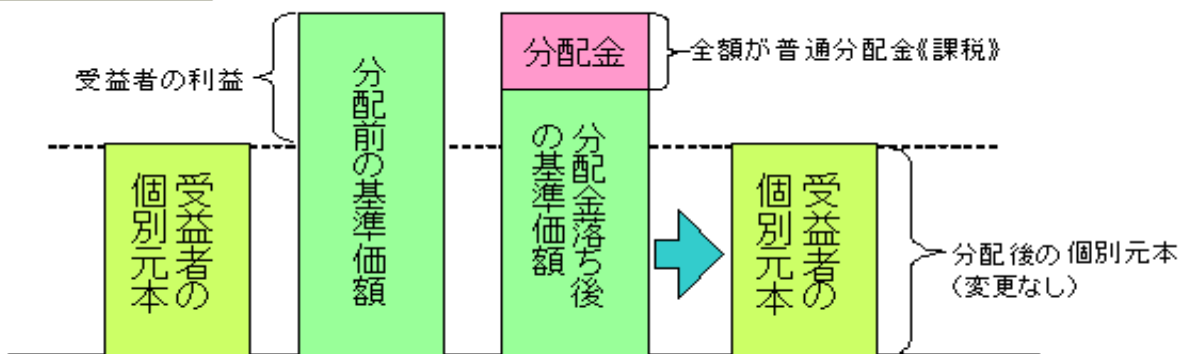 受益者の利益
受益者の
個別元本
分配前の基準価額
分配金
全額が普通分配金《課税》
分配金落ち後
の基準価額
受益者の
個別元本
分配後の個別元本
（変更なし）